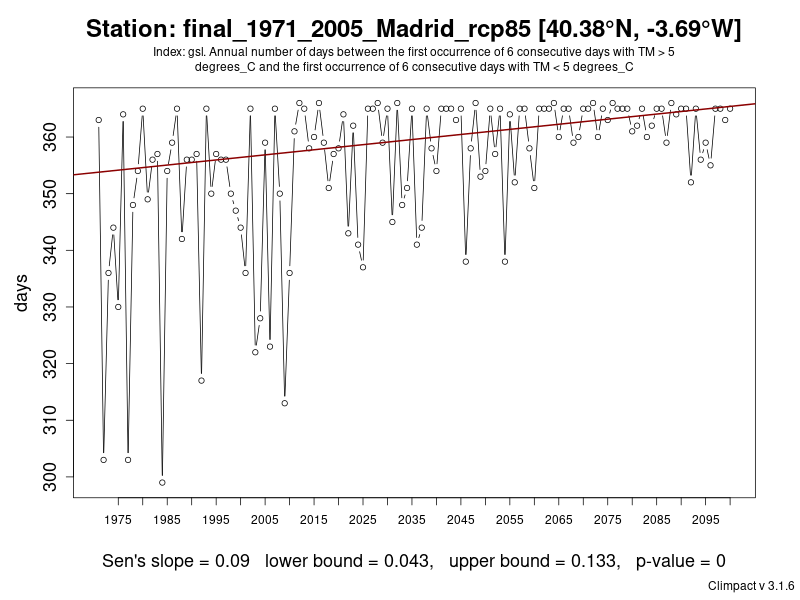 Station: final_1971_2005_Madrid_rcp85 [40.38°N, -3.69°W]
Index: gsl. Annual number of days between the first occurrence of 6 consecutive days with TM > 5
degrees_C and the first occurrence of 6 consecutive days with TM < 5 degrees_C
days
360
350
340
330
320
310
300
1975 1985 1995 2005 2015 2025 2035 2045 2055 2065 2075 2085 2095
Sen's slope = 0.09 lower bound = 0.043, upper bound = 0.133, p-value = 0
Climpact v 3.1.6